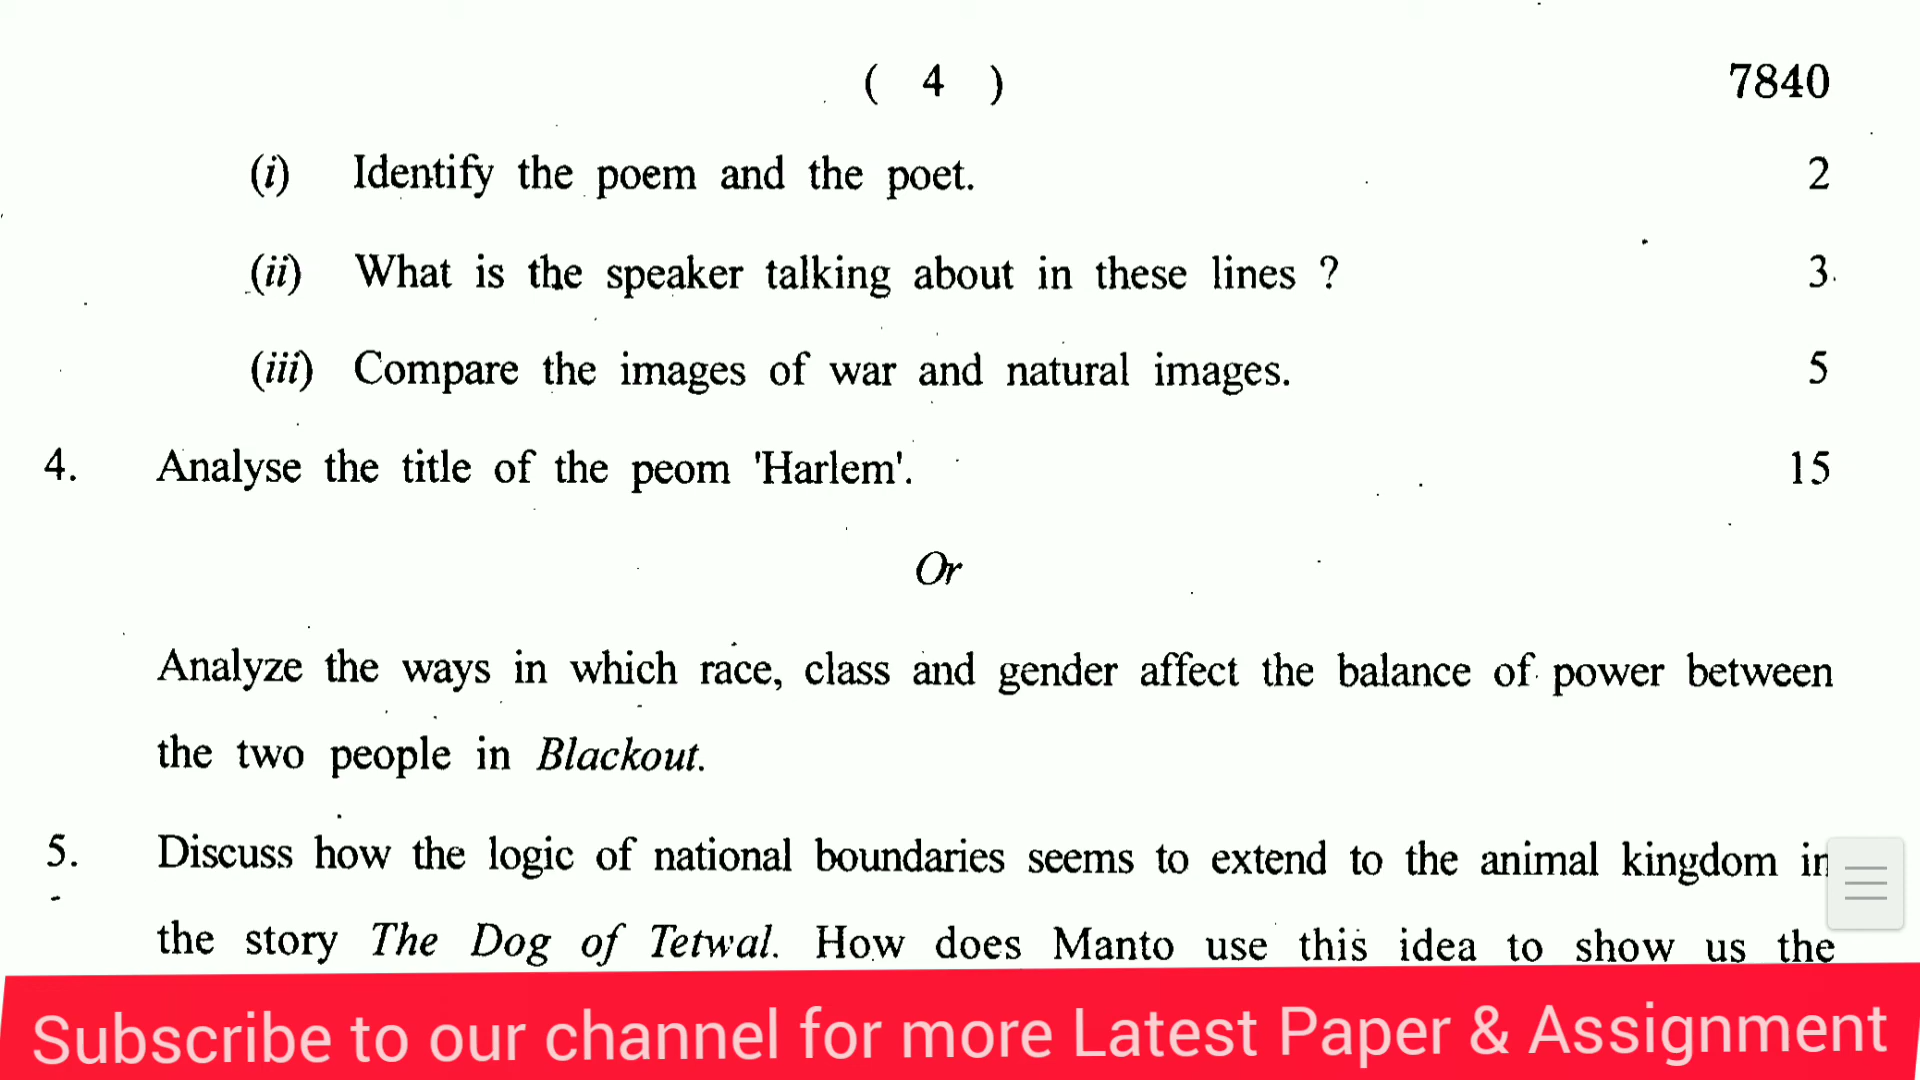 ( 4 ) 7840
(i) Identify the poem and the poet. 2
(ii) What is the speaker talking about in these lines ? 3
(iii) Compare the images of war and natural images. 5
4. Analyse the title of the peom 'Harlem'. 15
Or
Analyze the ways in which race, class and gender affect the balance of power between
the two people in Blackout.
5. Discuss how the logic of national boundaries seems to extend to the animal kingdom in
the story The Dog of Tetwal. How does Manto use this idea to show us the
Subscribe to our channel for more Latest Paper & Assignment